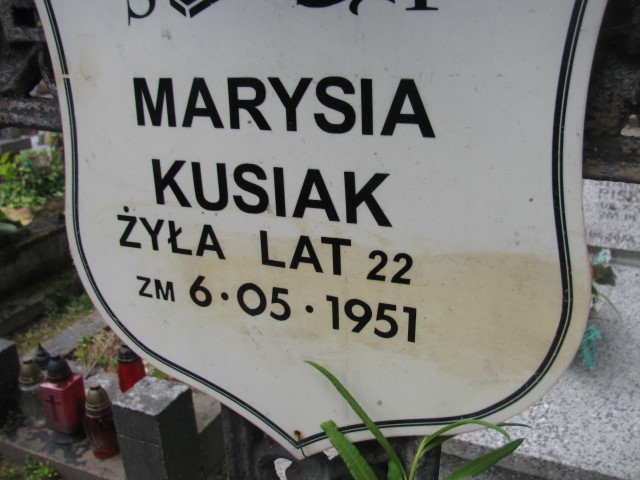 MARYSIA
KUSIAK
ŻYŁA LAT 22
ZM 6·05·1951